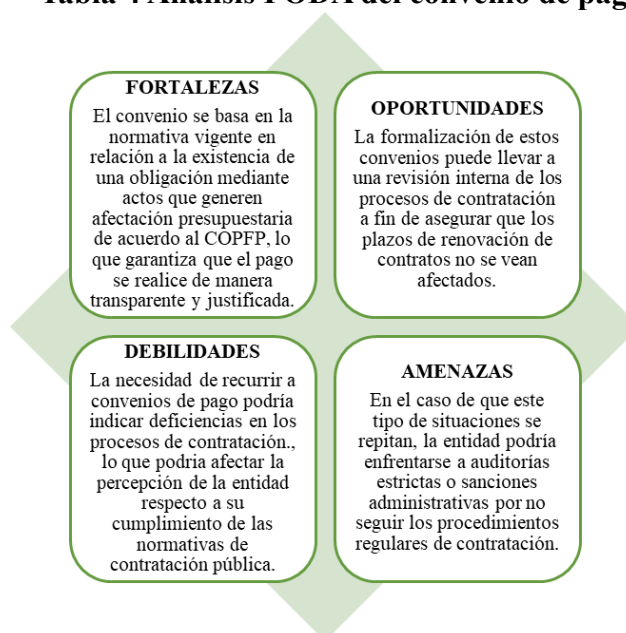 Tabla 4 Análisis FODA del convenio de pag
FORTALEZAS
El convenio se basa en la
normativa vigente en
relación a la existencia de
una obligación mediante
actos que generen
afectación presupuestaria
de acuerdo al COPFP, lo
que garantiza que el pago
se realice de manera
transparente y justificada.
OPORTUNIDADES
La formalización de estos
convenios puede llevar a
una revisión interna de los
procesos de contratación
a fin de asegurar que los
plazos de renovación de
contratos no se vean
afectados.
DEBILIDADES
La necesidad de recurrir a
convenios de pago podría
indicar deficiencias en los
procesos de contratación.,
lo que podria afectar la
percepción de la entidad
respecto a su
cumplimiento de las
normativas de
contratación pública.
AMENAZAS
En el caso de que este
tipo de situaciones se
repitan, la entidad podría
enfrentarse a auditorías
estrictas o sanciones
administrativas por no
seguir los procedimientos
regulares de contratación.